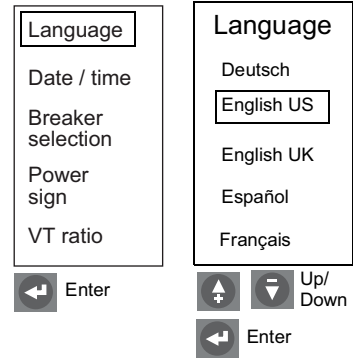 Language
Date / time
Breaker
selection
Power
sign
VT ratio
Enter
Language
Deutsch
English US
English UK
Español
Français
Up/
Down
Enter